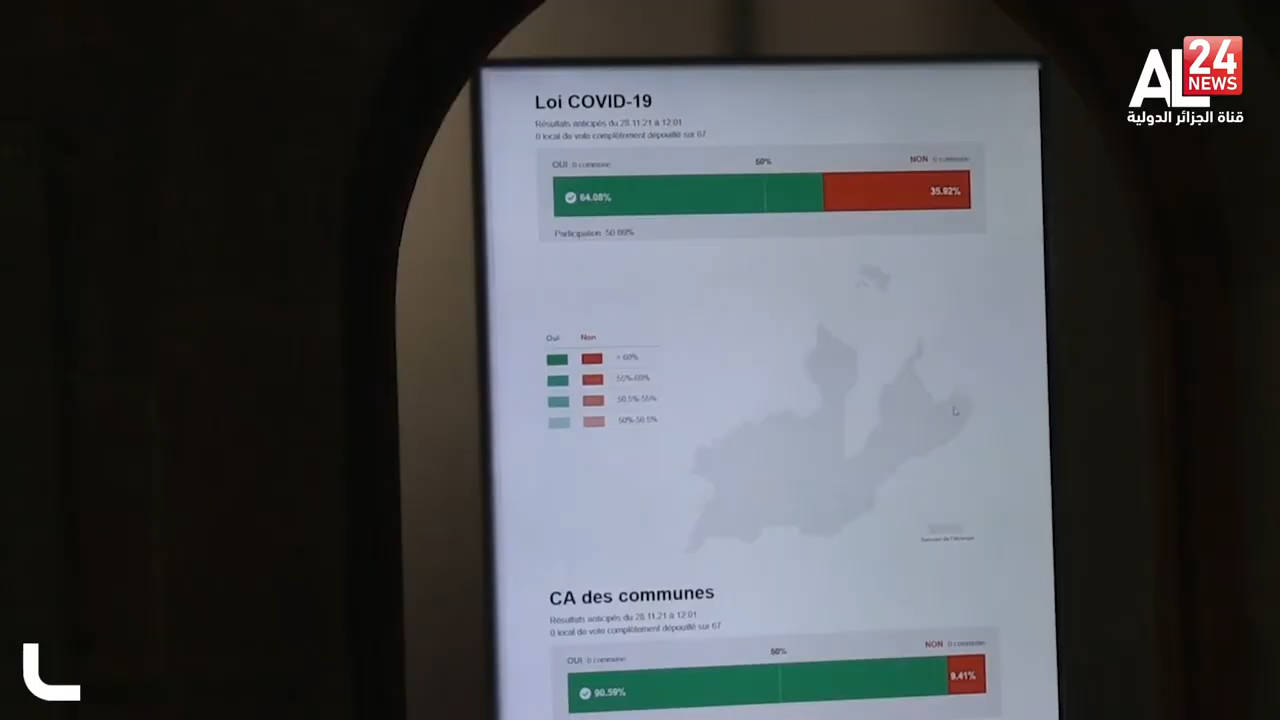 AL 24 NEWS
قناة الجزائر الدولية
Loi COVID-19
Résultats anticipés du 28.11.21 à 12:01
0 local de vote complètement dépouillé sur 67
OUI 0 commune 50% NON 0 commune
64.08% 35.92%
Participation 50.00%
Oui Non
> 60%
55%-60%
50.5%-55%
50%-50.5%
CA des communes
Résultats anticipés du 28.11.21 à 12:01
0 local de vote complètement dépouillé sur 67
OUI 0 commune 50% NON 0 commune
90.59% 9.41%